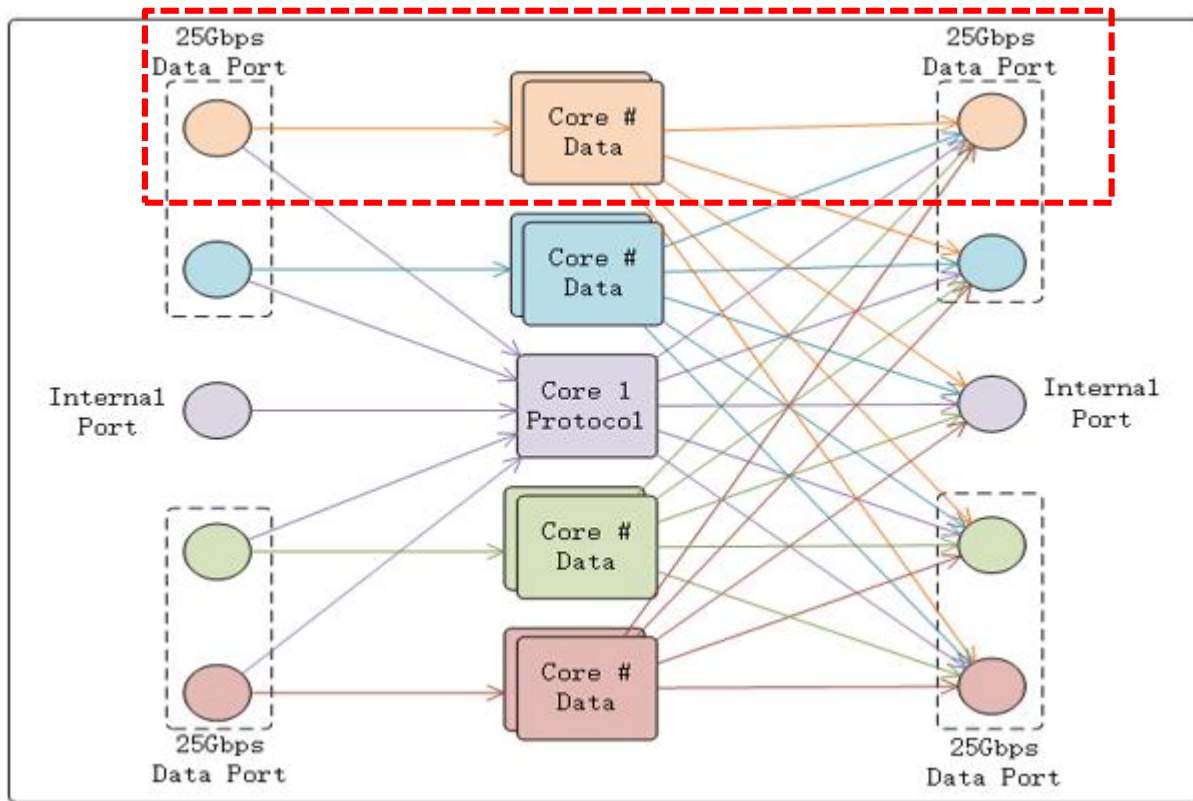 25Gbps
Data Port
25Gbps
Data Port
Core #
Data
Core #
Data
Internal
Port
Core 1
Protocol
Internal
Port
Core #
Data
Core #
Data
25Gbps
Data Port
25Gbps
Data Port